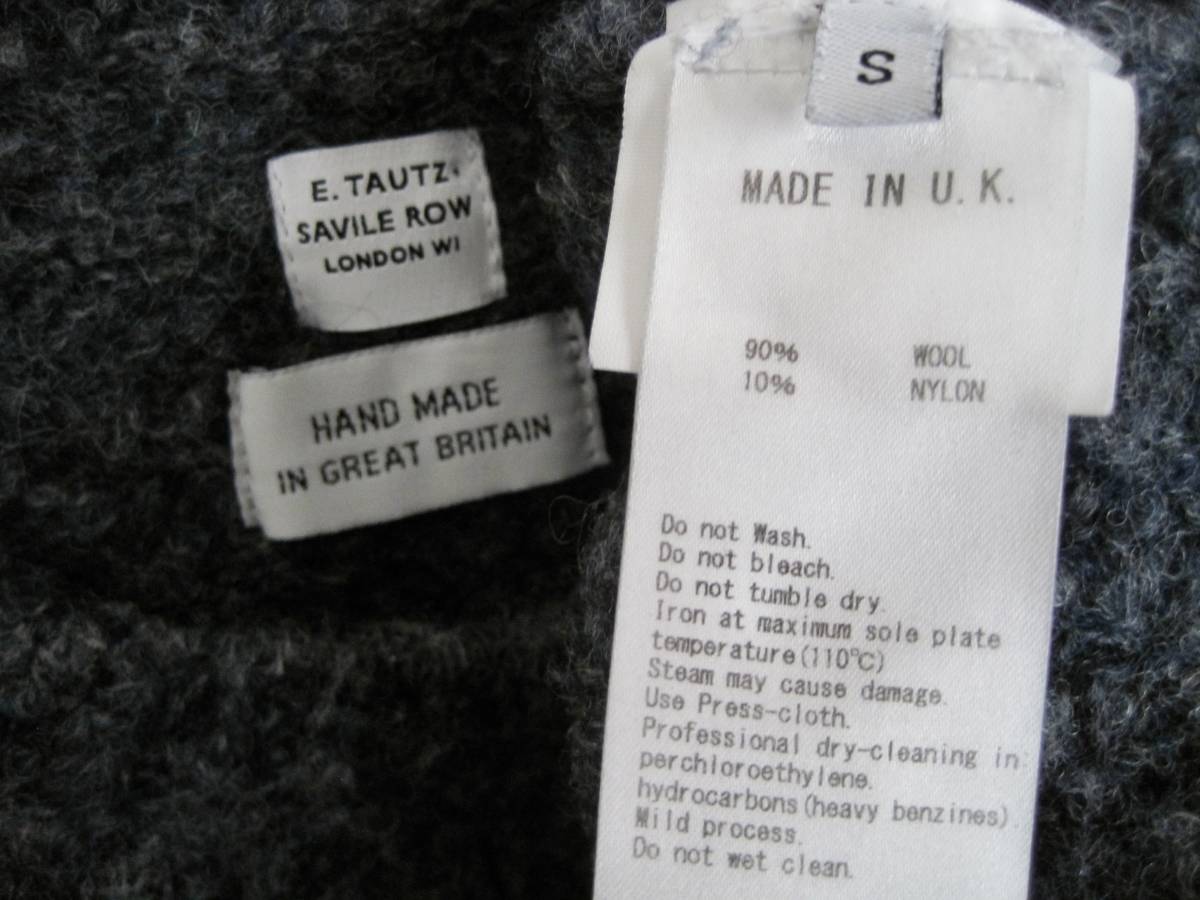 E. TAUTZ.
SAVILE ROW
LONDON W1
HAND MADE
IN GREAT BRITAIN
S
MADE IN U.K.
90% WOOL
10% NYLON
Do not Wash.
Do not bleach.
Do not tumble dry.
Iron at maximum sole plate
temperature(110℃)
Steam may cause damage.
Use Press-cloth.
Professional dry-cleaning in:
perchloroethylene.
hydrocarbons(heavy benzines).
Mild process.
Do not wet clean.